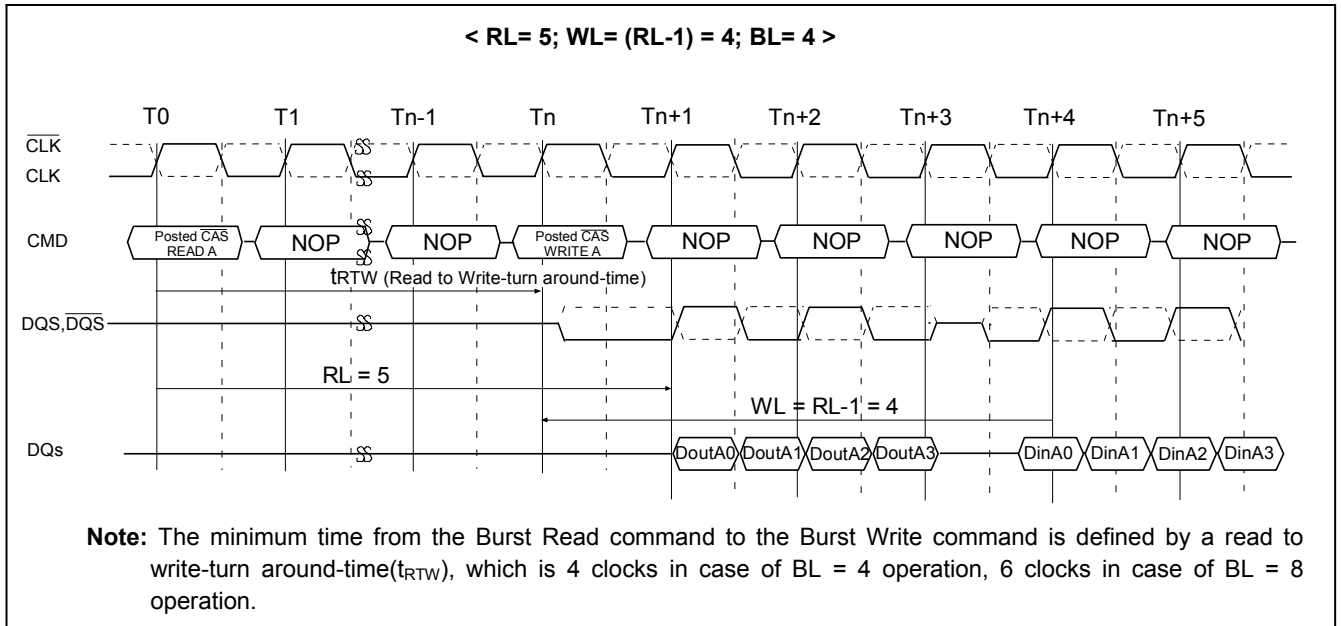 < RL= 5; WL= (RL-1) = 4; BL= 4 >
T0 T1 Tn-1 Tn Tn+1 Tn+2 Tn+3 Tn+4 Tn+5
CLK
CLK
CMD
Posted CAS READ A
NOP
NOP
Posted CAS WRITE A
NOP
NOP
NOP
NOP
NOP
tRTW (Read to Write-turn around-time)
DQS,DQS
RL = 5
WL = RL-1 = 4
DQs
DoutA0 DoutA1 DoutA2 DoutA3 DinA0 DinA1 DinA2 DinA3
Note: The minimum time from the Burst Read command to the Burst Write command is defined by a read to
write-turn around-time(tRTW), which is 4 clocks in case of BL = 4 operation, 6 clocks in case of BL = 8
operation.